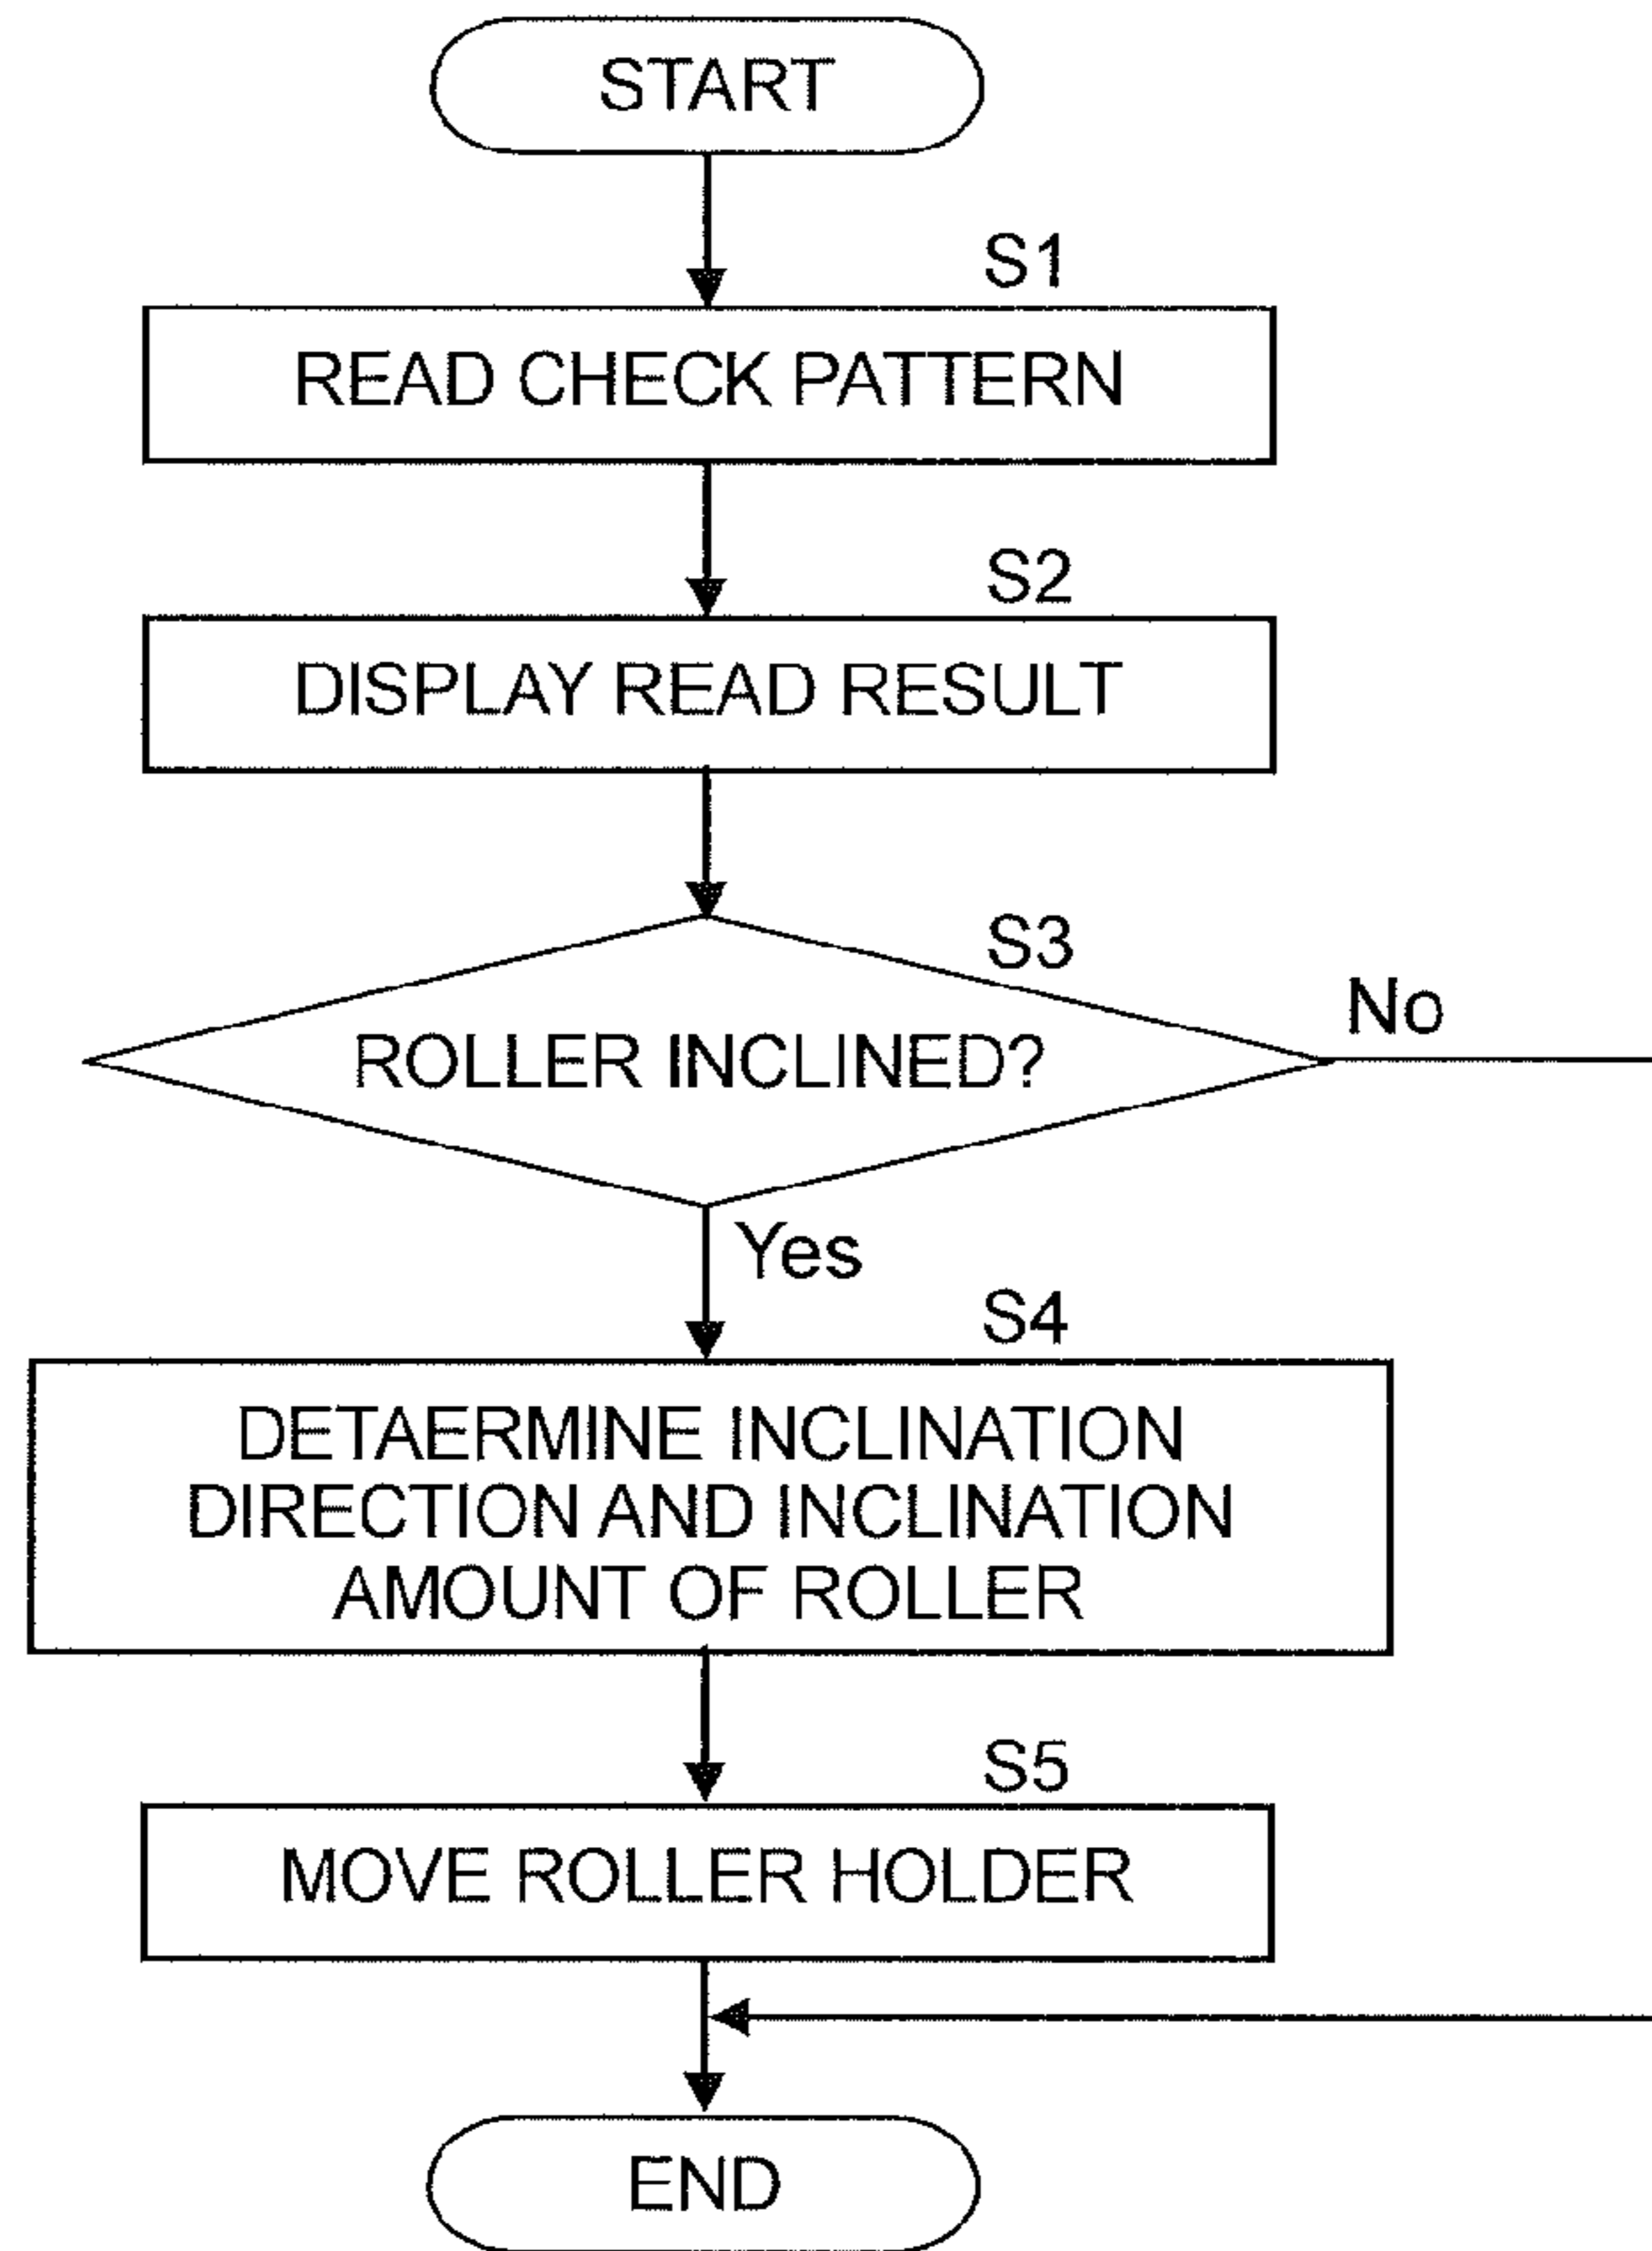 START
S1
READ CHECK PATTERN
S2
DISPLAY READ RESULT
S3
No
ROLLER INCLINED?
Yes
S4
DETAERMINE INCLINATION
DIRECTION AND INCLINATION
AMOUNT OF ROLLER
S5
MOVE ROLLER HOLDER
END